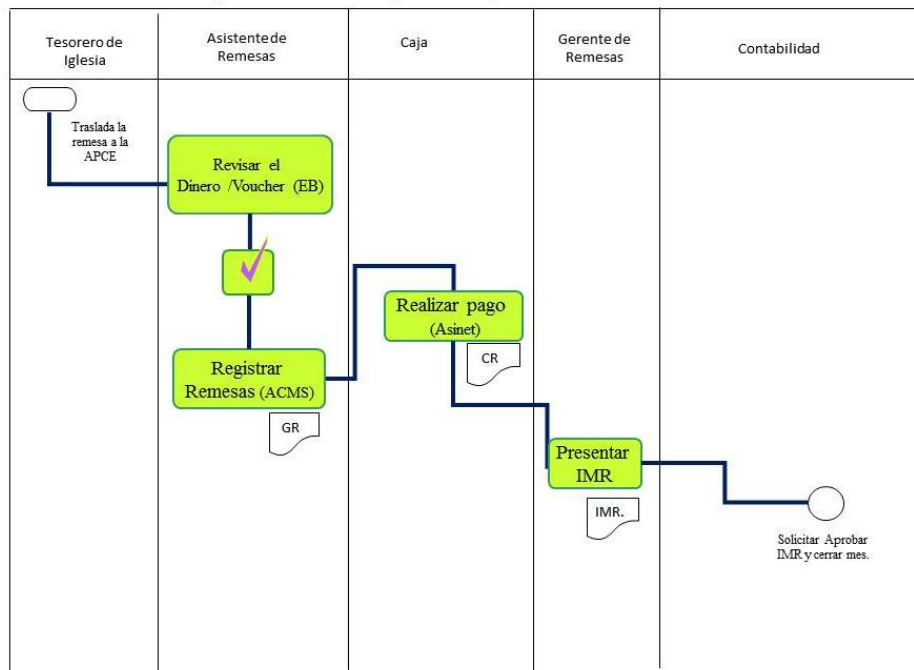 Tesorero de
Iglesia
Asistente de
Remesas
Caja
Gerente de
Remesas
Contabilidad
Traslada la
remesa a la
APCE
Revisar el
Dinero /Voucher (EB)
Realizar pago
(Asinet)
CR
Registrar
Remesas (ACMS)
GR
Presentar
IMR
IMR.
Solicitar Aprobar
IMR y cerrar mes.